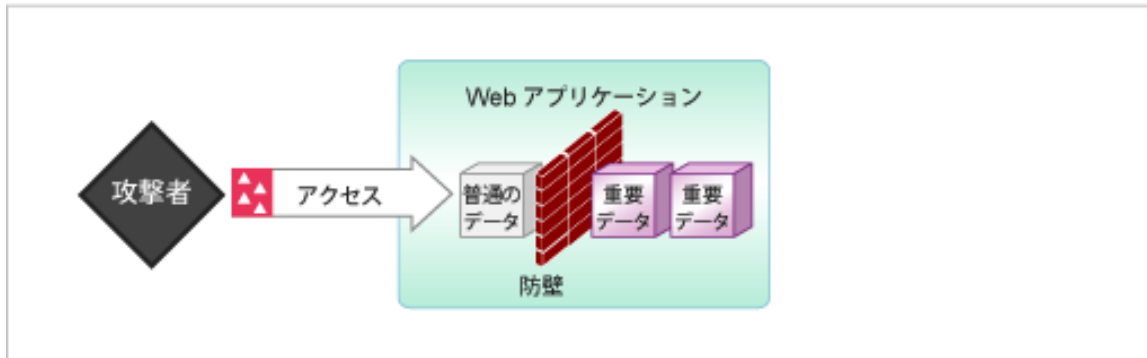 Web アプリケーション
攻撃者
アクセス
普通の
データ
重要
データ
重要
データ
防壁